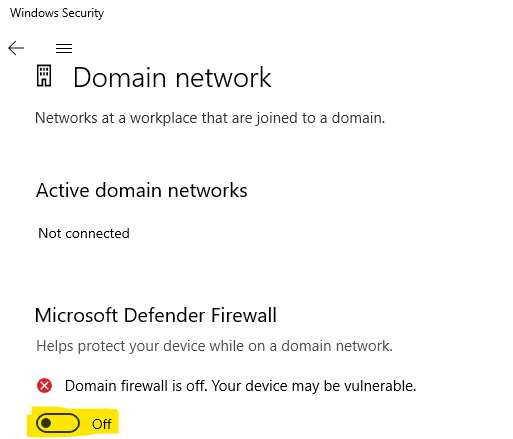 Windows Security
Domain network
Networks at a workplace that are joined to a domain.
Active domain networks
Not connected
Microsoft Defender Firewall
Helps protect your device while on a domain network.
Domain firewall is off. Your device may be vulnerable.
Off